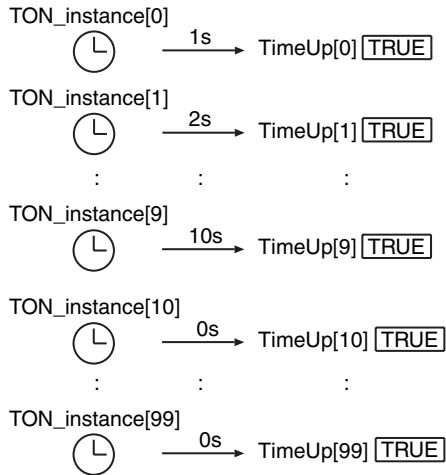 TON_instance[0]
1s
TimeUp[0] TRUE
TON_instance[1]
2s
TimeUp[1] TRUE
: : :
TON_instance[9]
10s
TimeUp[9] TRUE
TON_instance[10]
0s
TimeUp[10] TRUE
: : :
TON_instance[99]
0s
TimeUp[99] TRUE